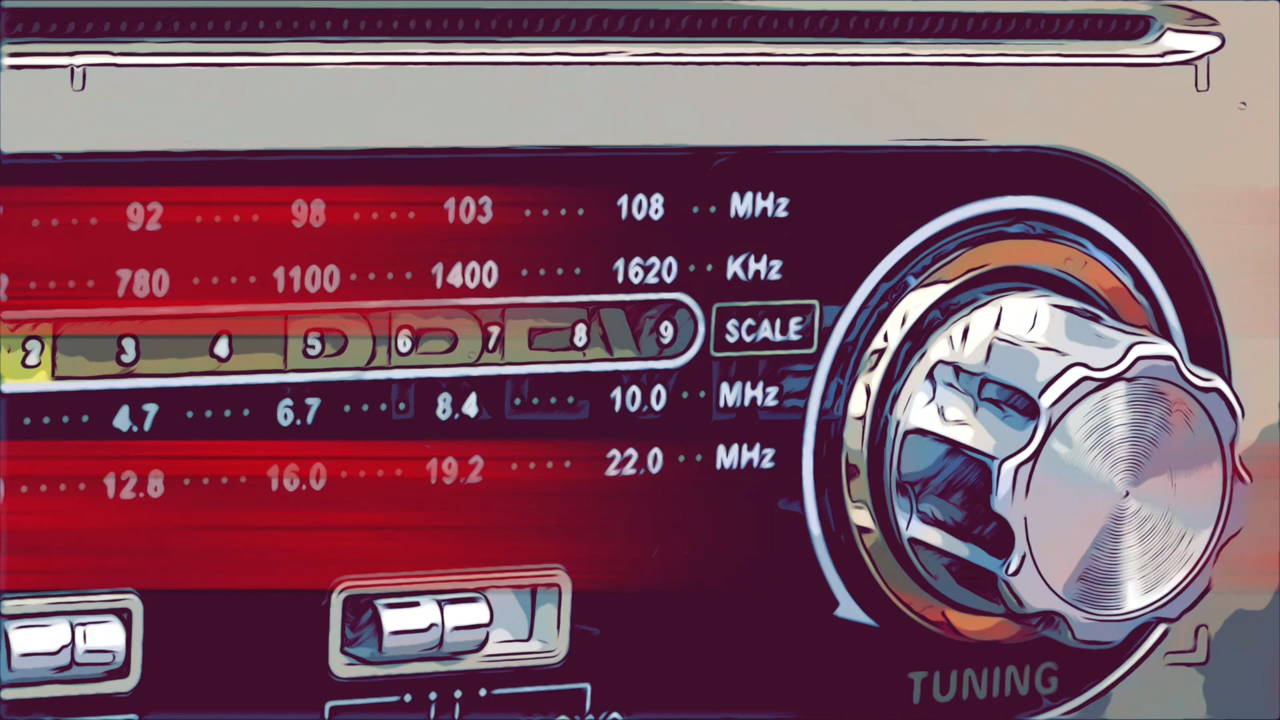 92 98 103 108 MHz
780 1100 1400 1620 KHz
2 3 4 5 6 7 8 9 SCALE
4.7 6.7 8.4 10.0 MHz
12.8 16.0 19.2 22.0 MHz
TUNING